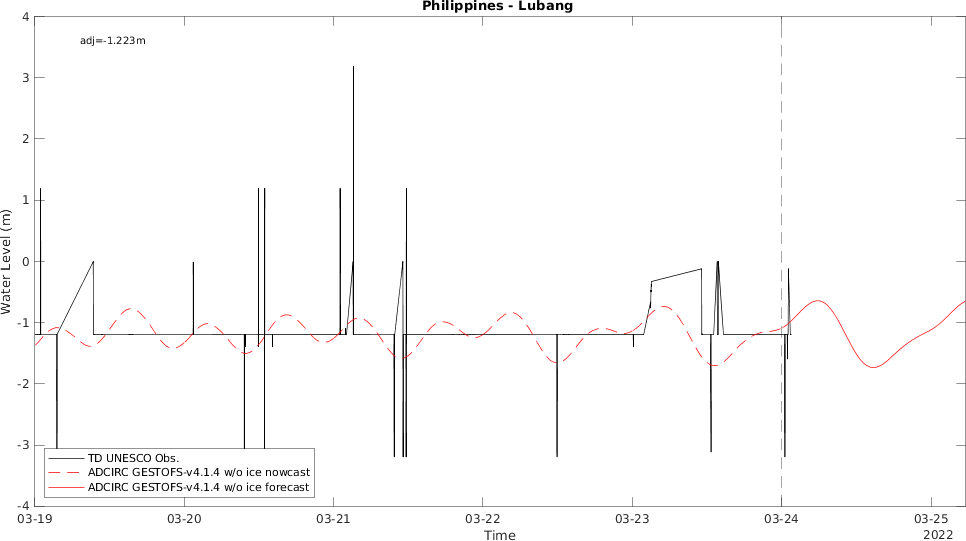 Philippines - Lubang
adj=-1.223m
4
3
2
1
0
-1
-2
-3
-4
Water Level (m)
TD UNESCO Obs.
ADCIRC GESTOFS-v4.1.4 w/o ice nowcast
ADCIRC GESTOFS-v4.1.4 w/o ice forecast
03-19 03-20 03-21 03-22 03-23 03-24 03-25
Time
2022